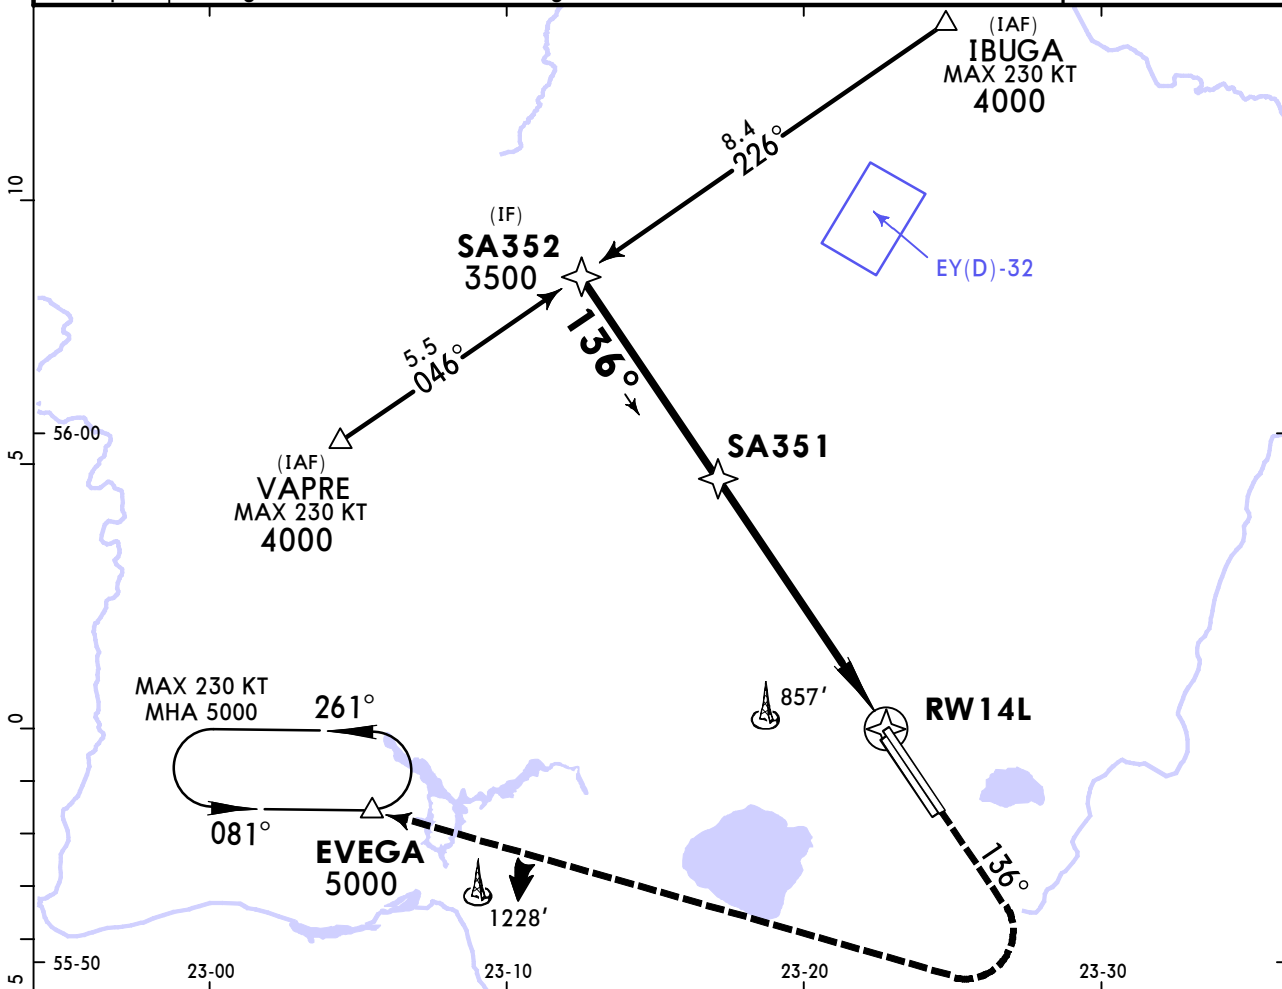 (IAF)
IBUGA
MAX 230 KT
4000
8.4
226°
10
(IF)
SA352
3500
EY(D)-32
136°
5.5
046°
56-00
SA351
5
(IAF)
VAPRE
MAX 230 KT
4000
MAX 230 KT
MHA 5000
261°
857'
RW14L
0
081°
EVEGA
5000
136°
1228'
55-50
23-00
23-10
23-20
23-30
5